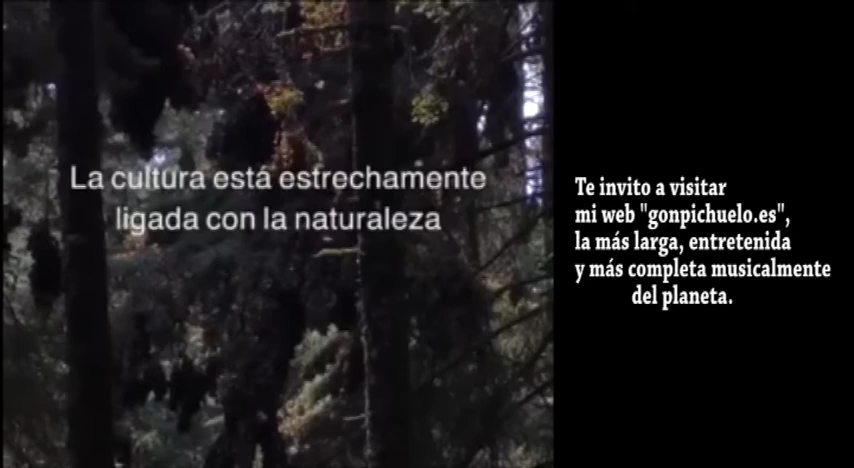 La cultura está estrechamente
ligada con la naturaleza
Te invito a visitar
mi web "gonpichuelo.es",
la más larga, entretenida
y más completa musicalmente
del planeta.